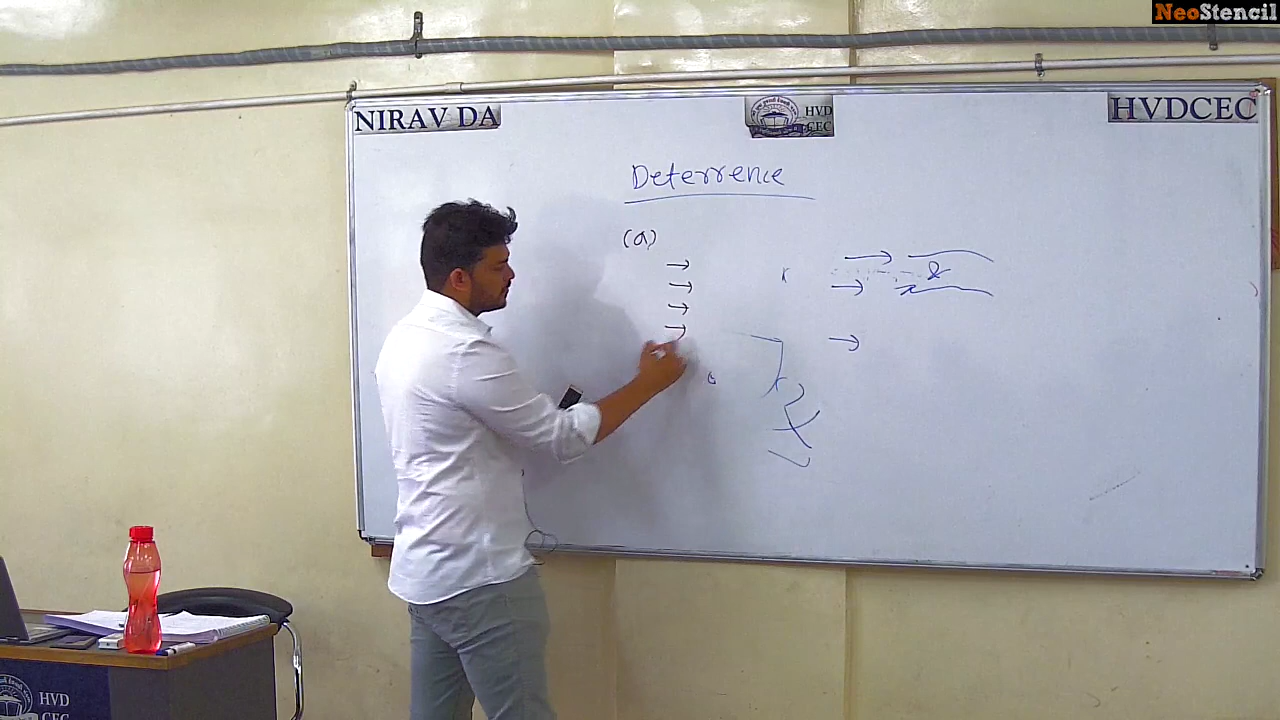 NeoStencil
NIRAV DA
HVD
CEC
HVDCEC
Deterrence
(a)
HVD
CEC